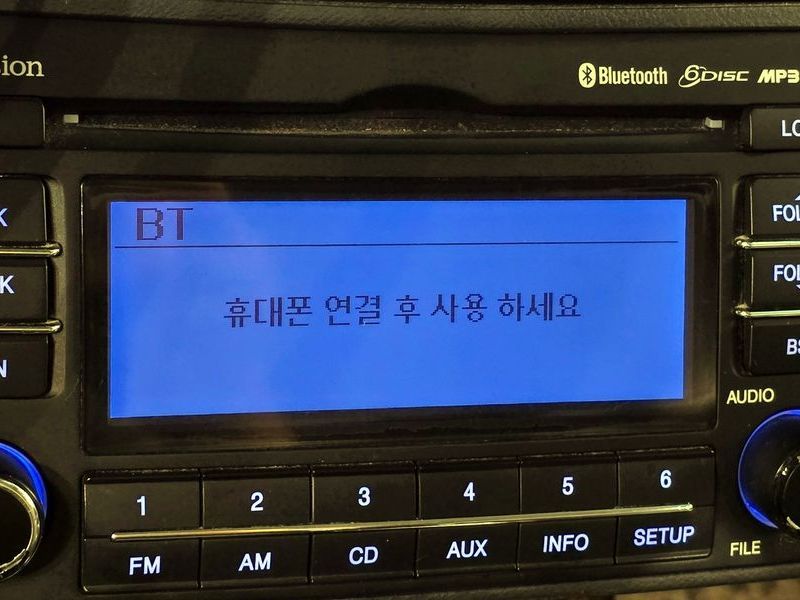 Bluetooth 6DISC MP3
BT
휴대폰 연결 후 사용 하세요
AUDIO
1 2 3 4 5 6
FM AM CD AUX INFO SETUP
FILE